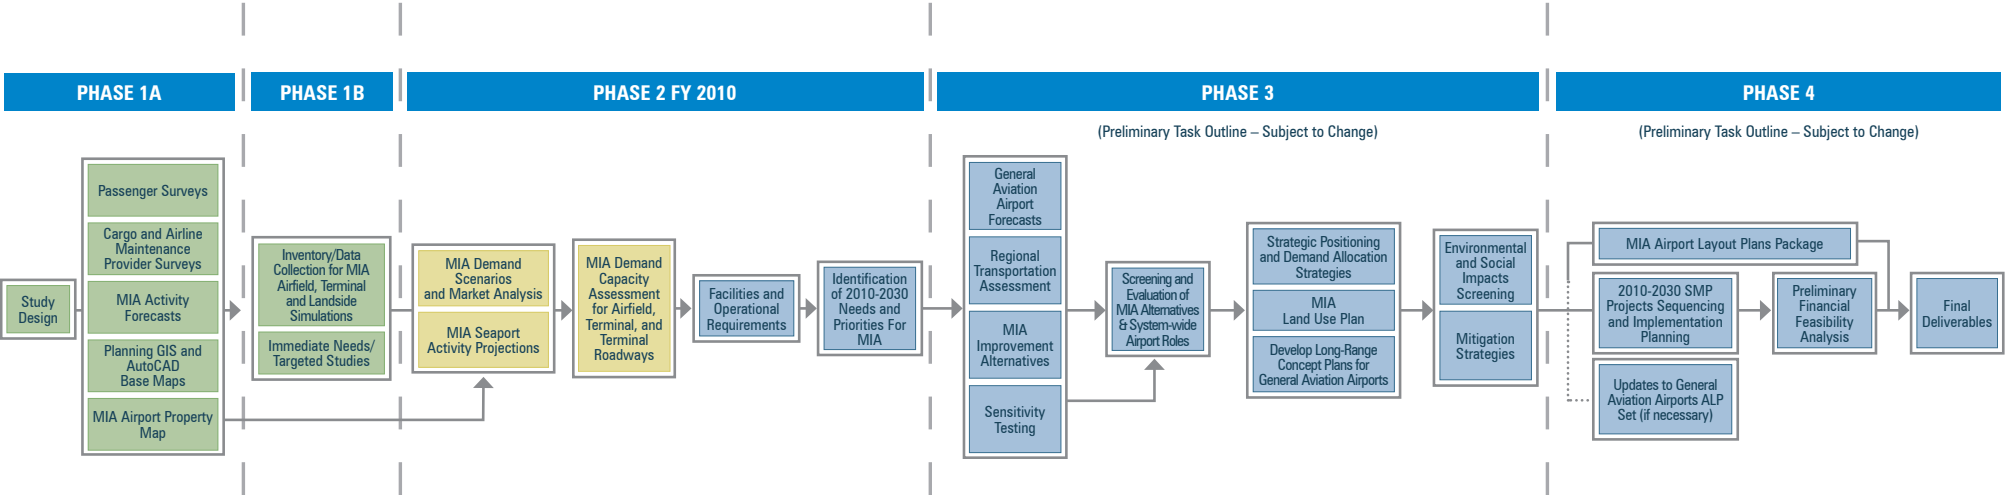 PHASE 1A
PHASE 1B
PHASE 2 FY 2010
PHASE 3
PHASE 4
(Preliminary Task Outline – Subject to Change)
(Preliminary Task Outline – Subject to Change)
Study
Design
Passenger Surveys
Cargo and Airline
Maintenance
Provider Surveys
MIA Activity
Forecasts
Planning GIS and
AutoCAD
Base Maps
MIA Airport Property
Map
Inventory/Data
Collection for MIA
Airfield, Terminal
and Landside
Simulations
Immediate Needs/
Targeted Studies
MIA Demand
Scenarios
and Market Analysis
MIA Seaport
Activity Projections
MIA Demand
Capacity
Assessment
for Airfield,
Terminal, and
Terminal
Roadways
Facilities and
Operational
Requirements
Identification
of 2010-2030
Needs and
Priorities For
MIA
General
Aviation
Airport
Forecasts
Regional
Transportation
Assessment
MIA
Improvement
Alternatives
Sensitivity
Testing
Screening and
Evaluation of
MIA Alternatives
& System-wide
Airport Roles
Strategic Positioning
and Demand Allocation
Strategies
MIA
Land Use Plan
Develop Long-Range
Concept Plans for
General Aviation Airports
Environmental
and Social
Impacts
Screening
Mitigation
Strategies
MIA Airport Layout Plans Package
2010-2030 SMP
Projects Sequencing
and Implementation
Planning
Updates to General
Aviation Airports ALP
Set (if necessary)
Preliminary
Financial
Feasibility
Analysis
Final
Deliverables